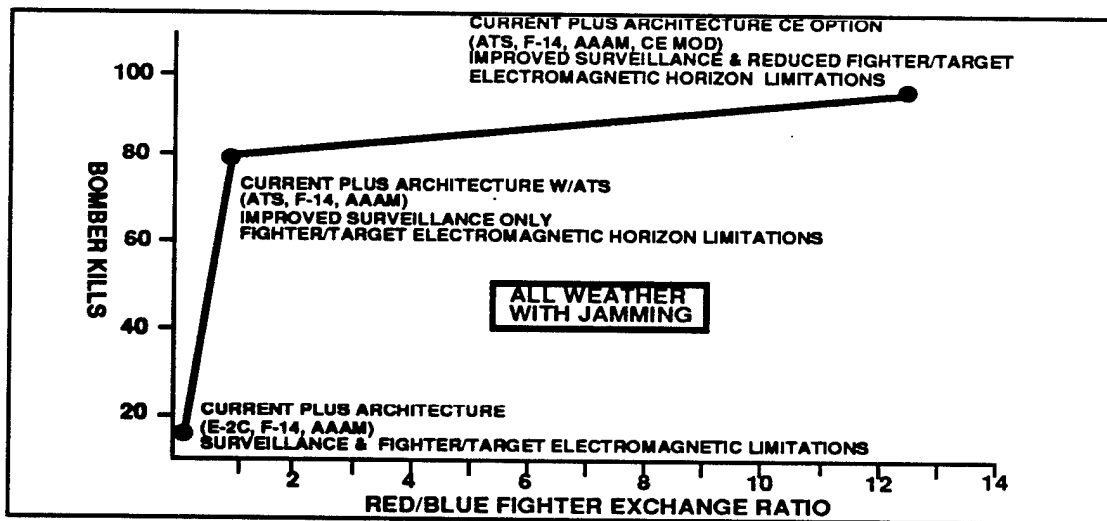 CURRENT PLUS ARCHITECTURE CE OPTION
(ATS, F-14, AAAM, CE MOD)
IMPROVED SURVEILLANCE & REDUCED FIGHTER/TARGET
ELECTROMAGNETIC HORIZON LIMITATIONS
100
80
60
40
20
BOMBER KILLS
CURRENT PLUS ARCHITECTURE W/ATS
(ATS, F-14, AAAM)
IMPROVED SURVEILLANCE ONLY
FIGHTER/TARGET ELECTROMAGNETIC HORIZON LIMITATIONS
ALL WEATHER
WITH JAMMING
CURRENT PLUS ARCHITECTURE
(E-2C, F-14, AAAM)
SURVEILLANCE & FIGHTER/TARGET ELECTROMAGNETIC LIMITATIONS
2 4 6 8 10 12 14
RED/BLUE FIGHTER EXCHANGE RATIO